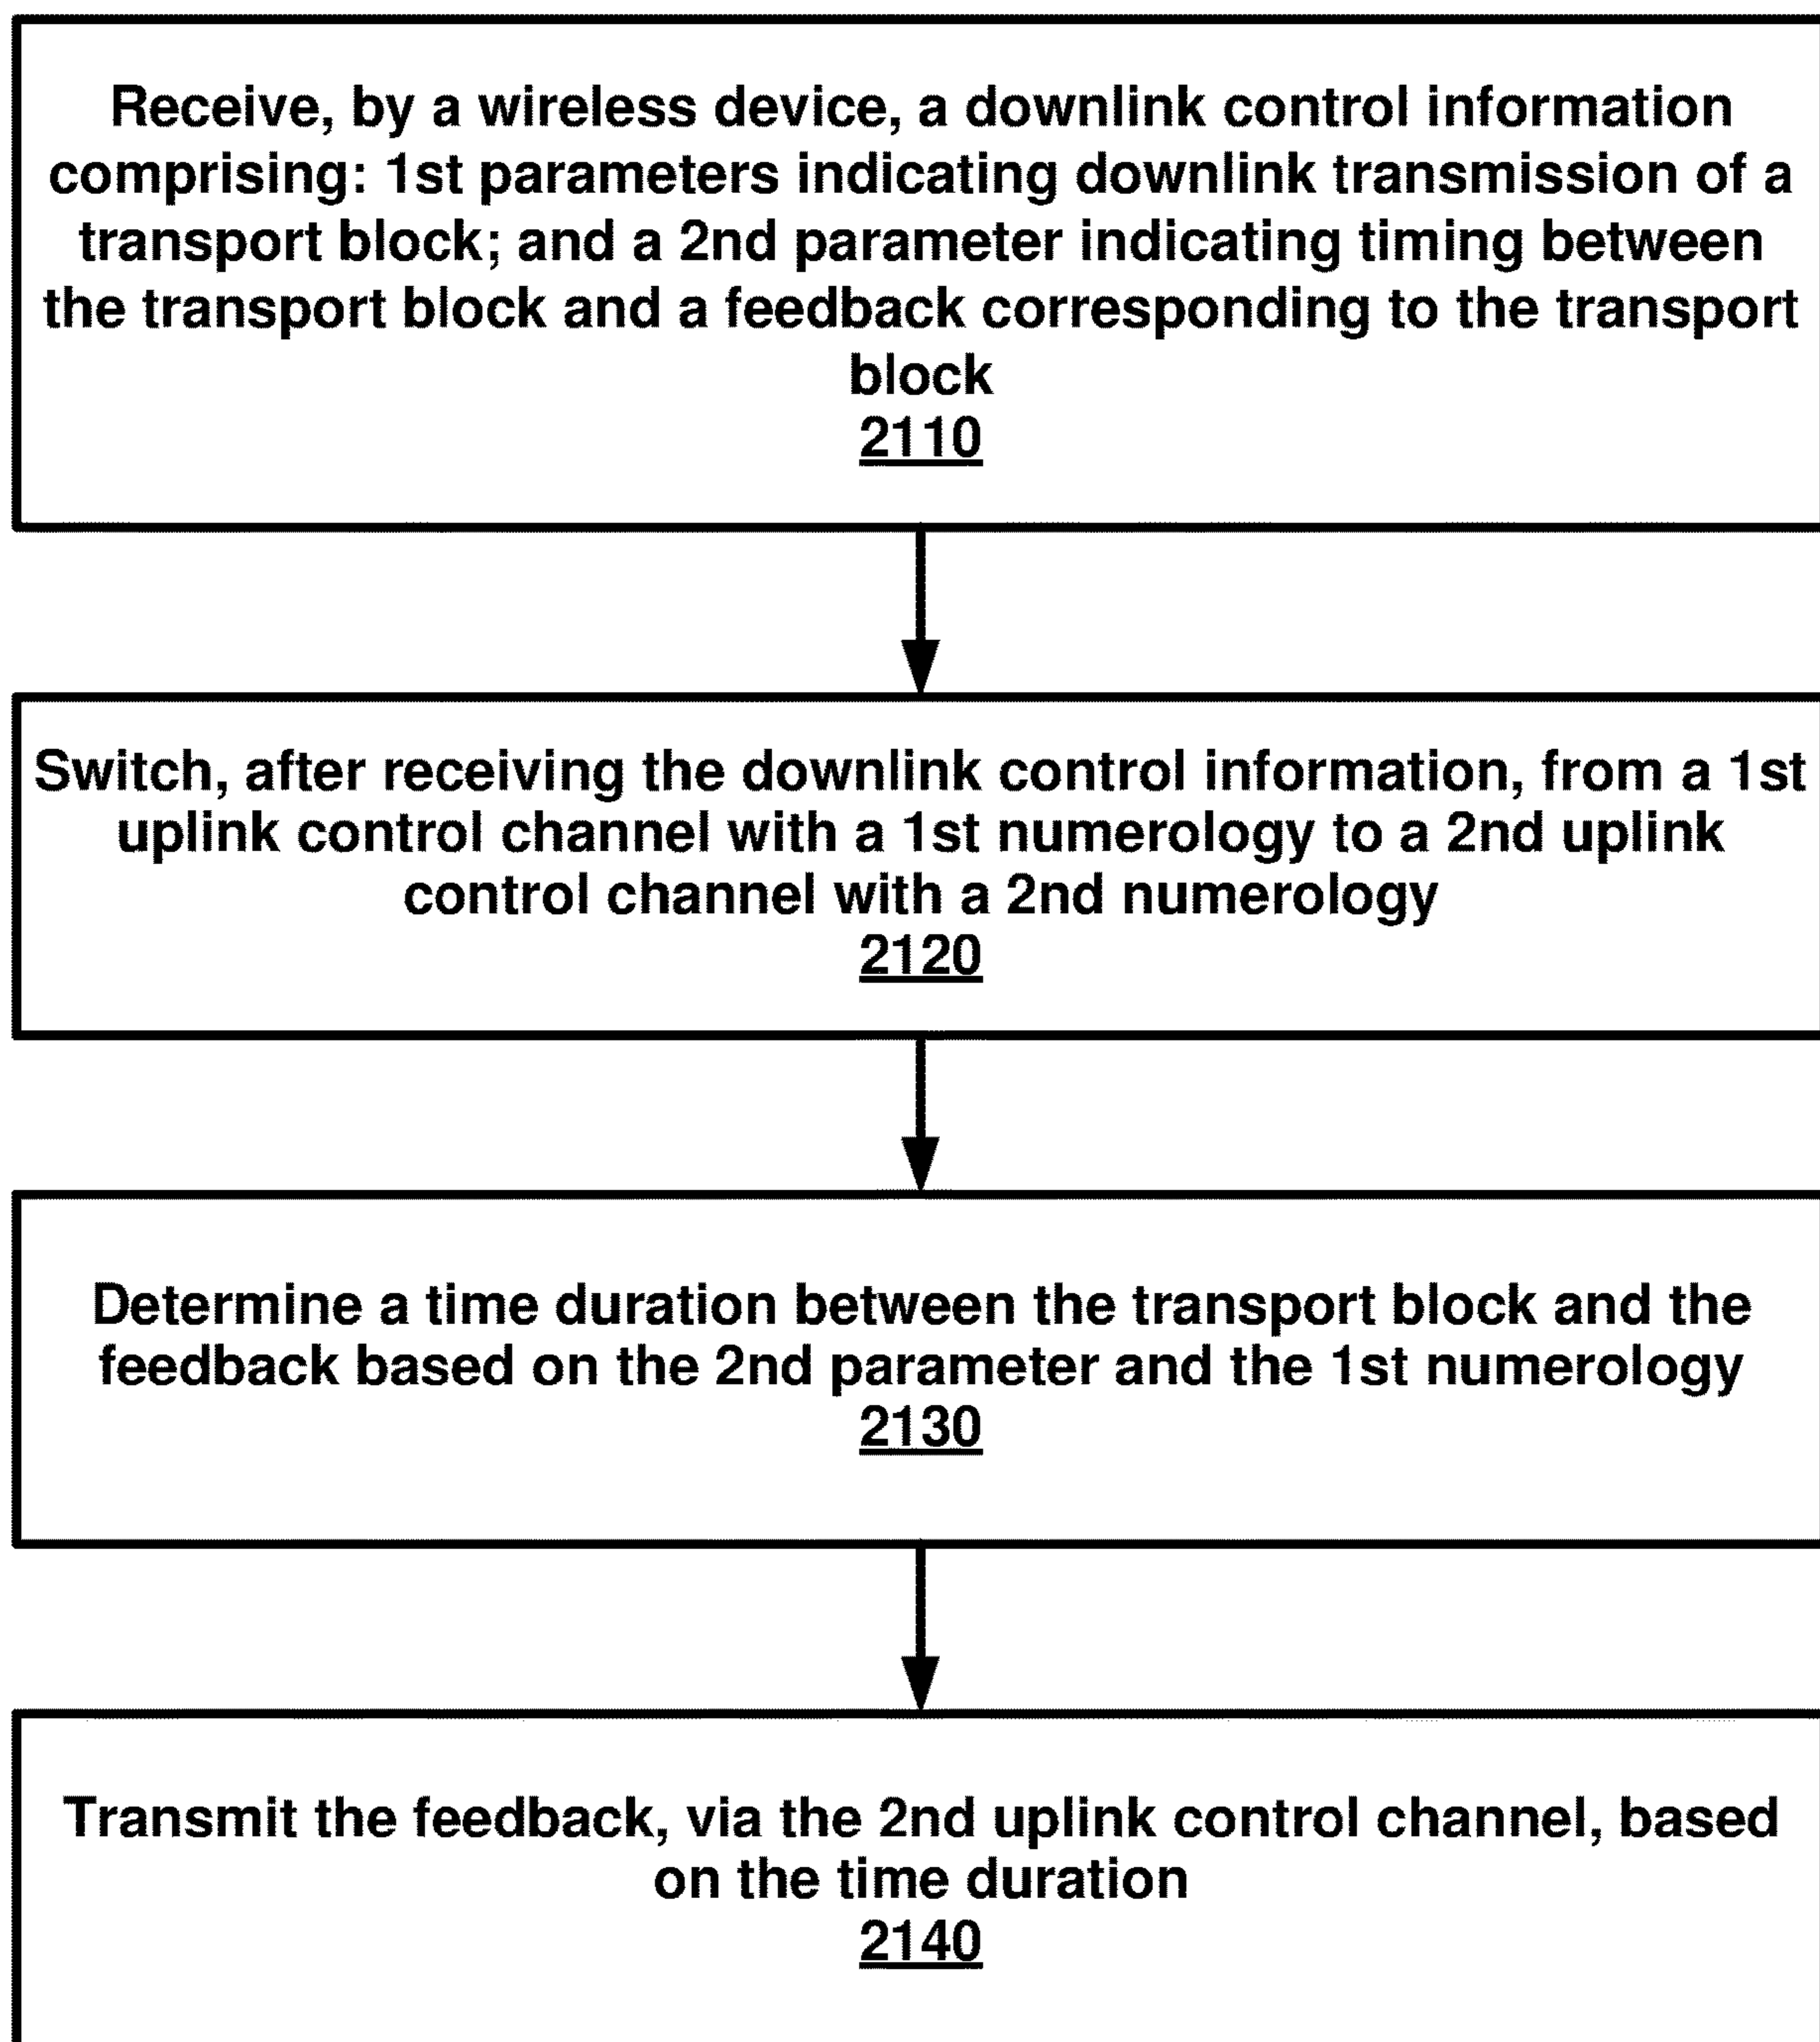 Receive, by a wireless device, a downlink control information
comprising: 1st parameters indicating downlink transmission of a
transport block; and a 2nd parameter indicating timing between
the transport block and a feedback corresponding to the transport
block
2110
Switch, after receiving the downlink control information, from a 1st
uplink control channel with a 1st numerology to a 2nd uplink
control channel with a 2nd numerology
2120
Determine a time duration between the transport block and the
feedback based on the 2nd parameter and the 1st numerology
2130
Transmit the feedback, via the 2nd uplink control channel, based
on the time duration
2140